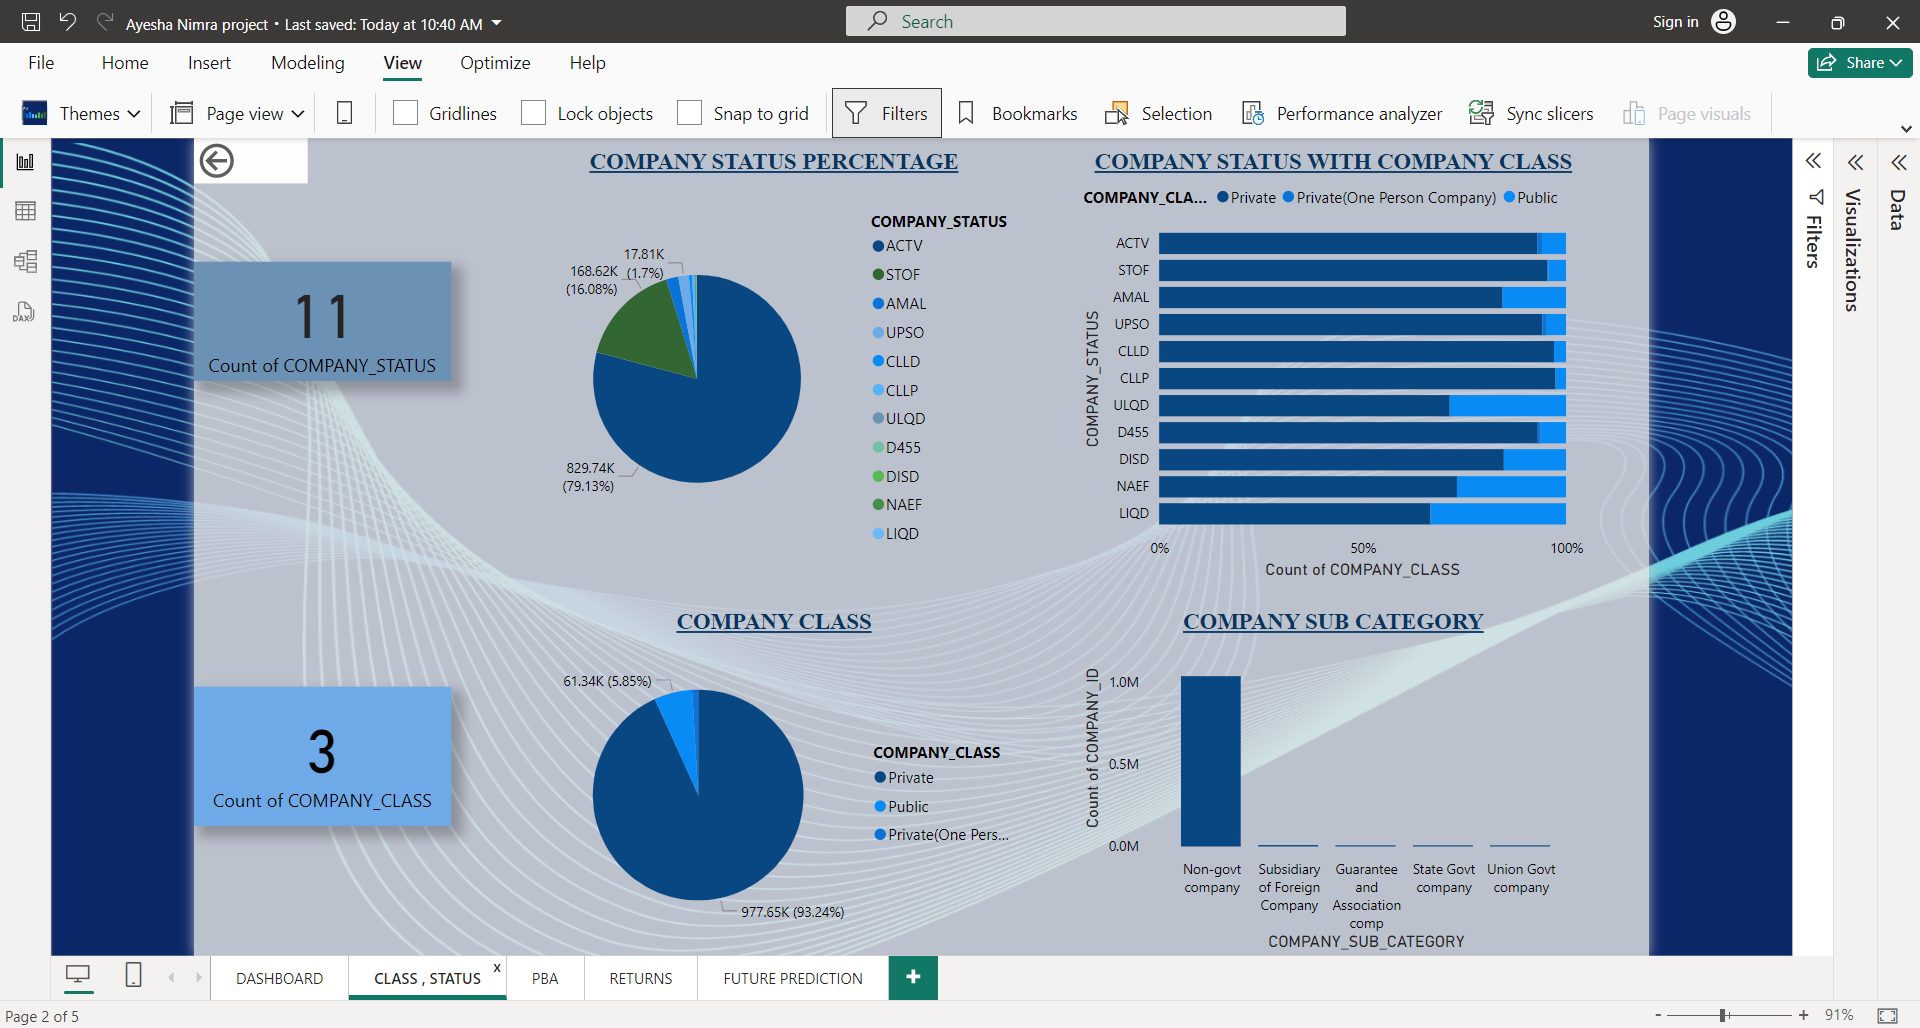 Ayesha Nimra project • Last saved: Today at 10:40 AM
Search
Sign in
File Home Insert Modeling View Optimize Help
Share
Themes Page view Gridlines Lock objects Snap to grid Filters Bookmarks Selection Performance analyzer Sync slicers Page visuals
DAX
COMPANY STATUS PERCENTAGE
17.81K
(1.7%)
168.62K
(16.08%)
829.74K
(79.13%)
COMPANY_STATUS
ACTV
STOF
AMAL
UPSO
CLLD
CLLP
ULQD
D455
DISD
NAEF
LIQD
COMPANY STATUS WITH COMPANY CLASS
COMPANY_CLA... Private Private(One Person Company) Public
COMPANY_STATUS
ACTV
STOF
AMAL
UPSO
CLLD
CLLP
ULQD
D455
DISD
NAEF
LIQD
0% 50% 100%
Count of COMPANY_CLASS
11
Count of COMPANY_STATUS
3
Count of COMPANY_CLASS
COMPANY CLASS
61.34K (5.85%)
977.65K (93.24%)
COMPANY_CLASS
Private
Public
Private(One Pers...
COMPANY SUB CATEGORY
Count of COMPANY_ID
1.0M
0.5M
0.0M
Non-govt
company
Subsidiary
of Foreign
Company
Guarantee
and
Association
comp
State Govt
company
Union Govt
company
COMPANY_SUB_CATEGORY
Filters
Visualizations
Data
DASHBOARD CLASS , STATUS x PBA RETURNS FUTURE PREDICTION +
Page 2 of 5
- + 91%